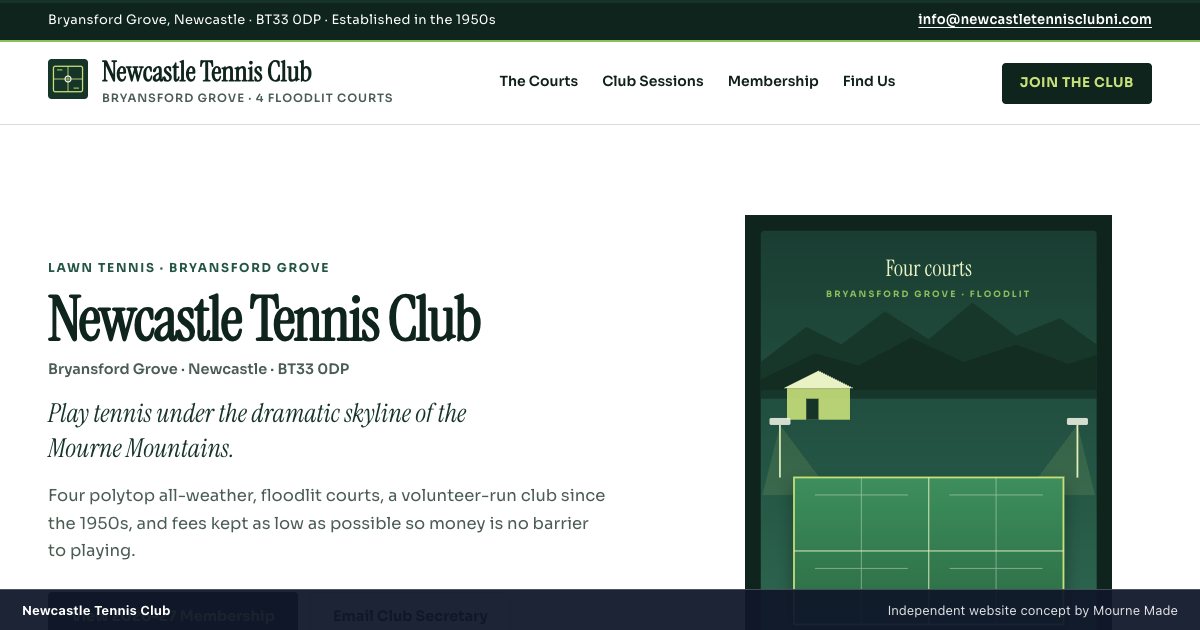 Bryansford Grove, Newcastle · BT33 0DP · Established in the 1950s
info@newcastletennisclubni.com
Newcastle Tennis Club
BRYANSFORD GROVE · 4 FLOODLIT COURTS
The Courts
Club Sessions
Membership
Find Us
JOIN THE CLUB
LAWN TENNIS · BRYANSFORD GROVE
Newcastle Tennis Club
Bryansford Grove · Newcastle · BT33 0DP
Play tennis under the dramatic skyline of the
Mourne Mountains.
Four polytop all-weather, floodlit courts, a volunteer-run club since
the 1950s, and fees kept as low as possible so money is no barrier
to playing.
Four courts
BRYANSFORD GROVE · FLOODLIT
View 2026-27 Membership
Email Club Secretary
Newcastle Tennis Club
Independent website concept by Mourne Made